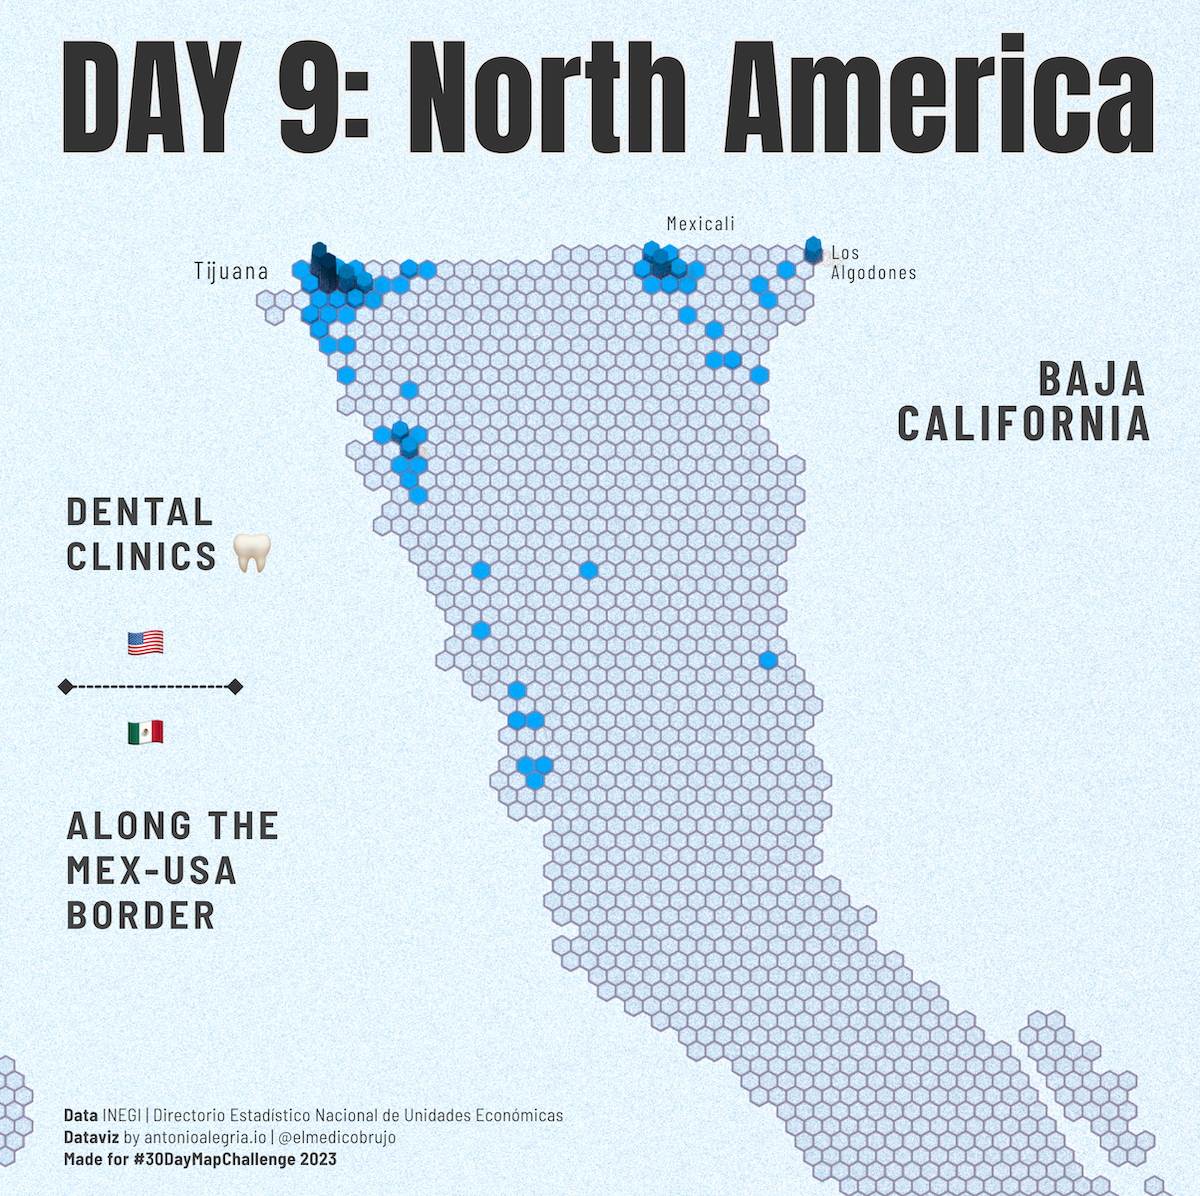 DAY 9: North America
Mexicali
Tijuana
Los
Algodones
BAJA
CALIFORNIA
DENTAL
CLINICS
ALONG THE
MEX-USA
BORDER
Data INEGI | Directorio Estadístico Nacional de Unidades Económicas
Dataviz by antonioalegria.io | @elmedicobrujo
Made for #30DayMapChallenge 2023